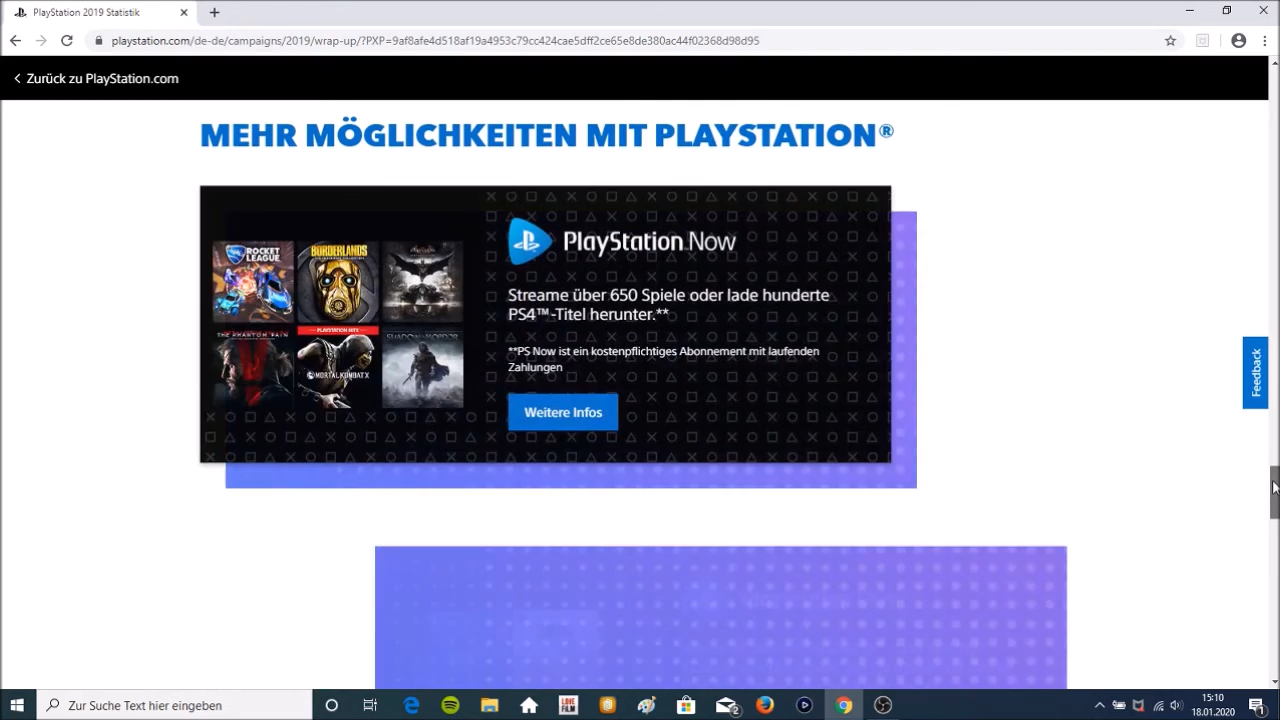 PlayStation 2019 Statistik
playstation.com/de-de/campaigns/2019/wrap-up/?PXP=9af8afe4d518af19a4953c79cc424cae5dff2ce65e8de380ac44f02368d98d95
Zurück zu PlayStation.com
MEHR MÖGLICHKEITEN MIT PLAYSTATION®
ROCKET
LEAGUE
BORDERLANDS
THE PHANTOM PAIN
PLAYSTATION HITS
MORTAL KOMBAT X
SHADOW OF MORDOR
PlayStation Now
Streame über 650 Spiele oder lade hunderte
PS4™-Titel herunter.**
**PS Now ist ein kostenpflichtiges Abonnement mit laufenden
Zahlungen
Weitere Infos
Feedback
Zur Suche Text hier eingeben
LOVE
FiLM
2
15:10
18.01.2020
1